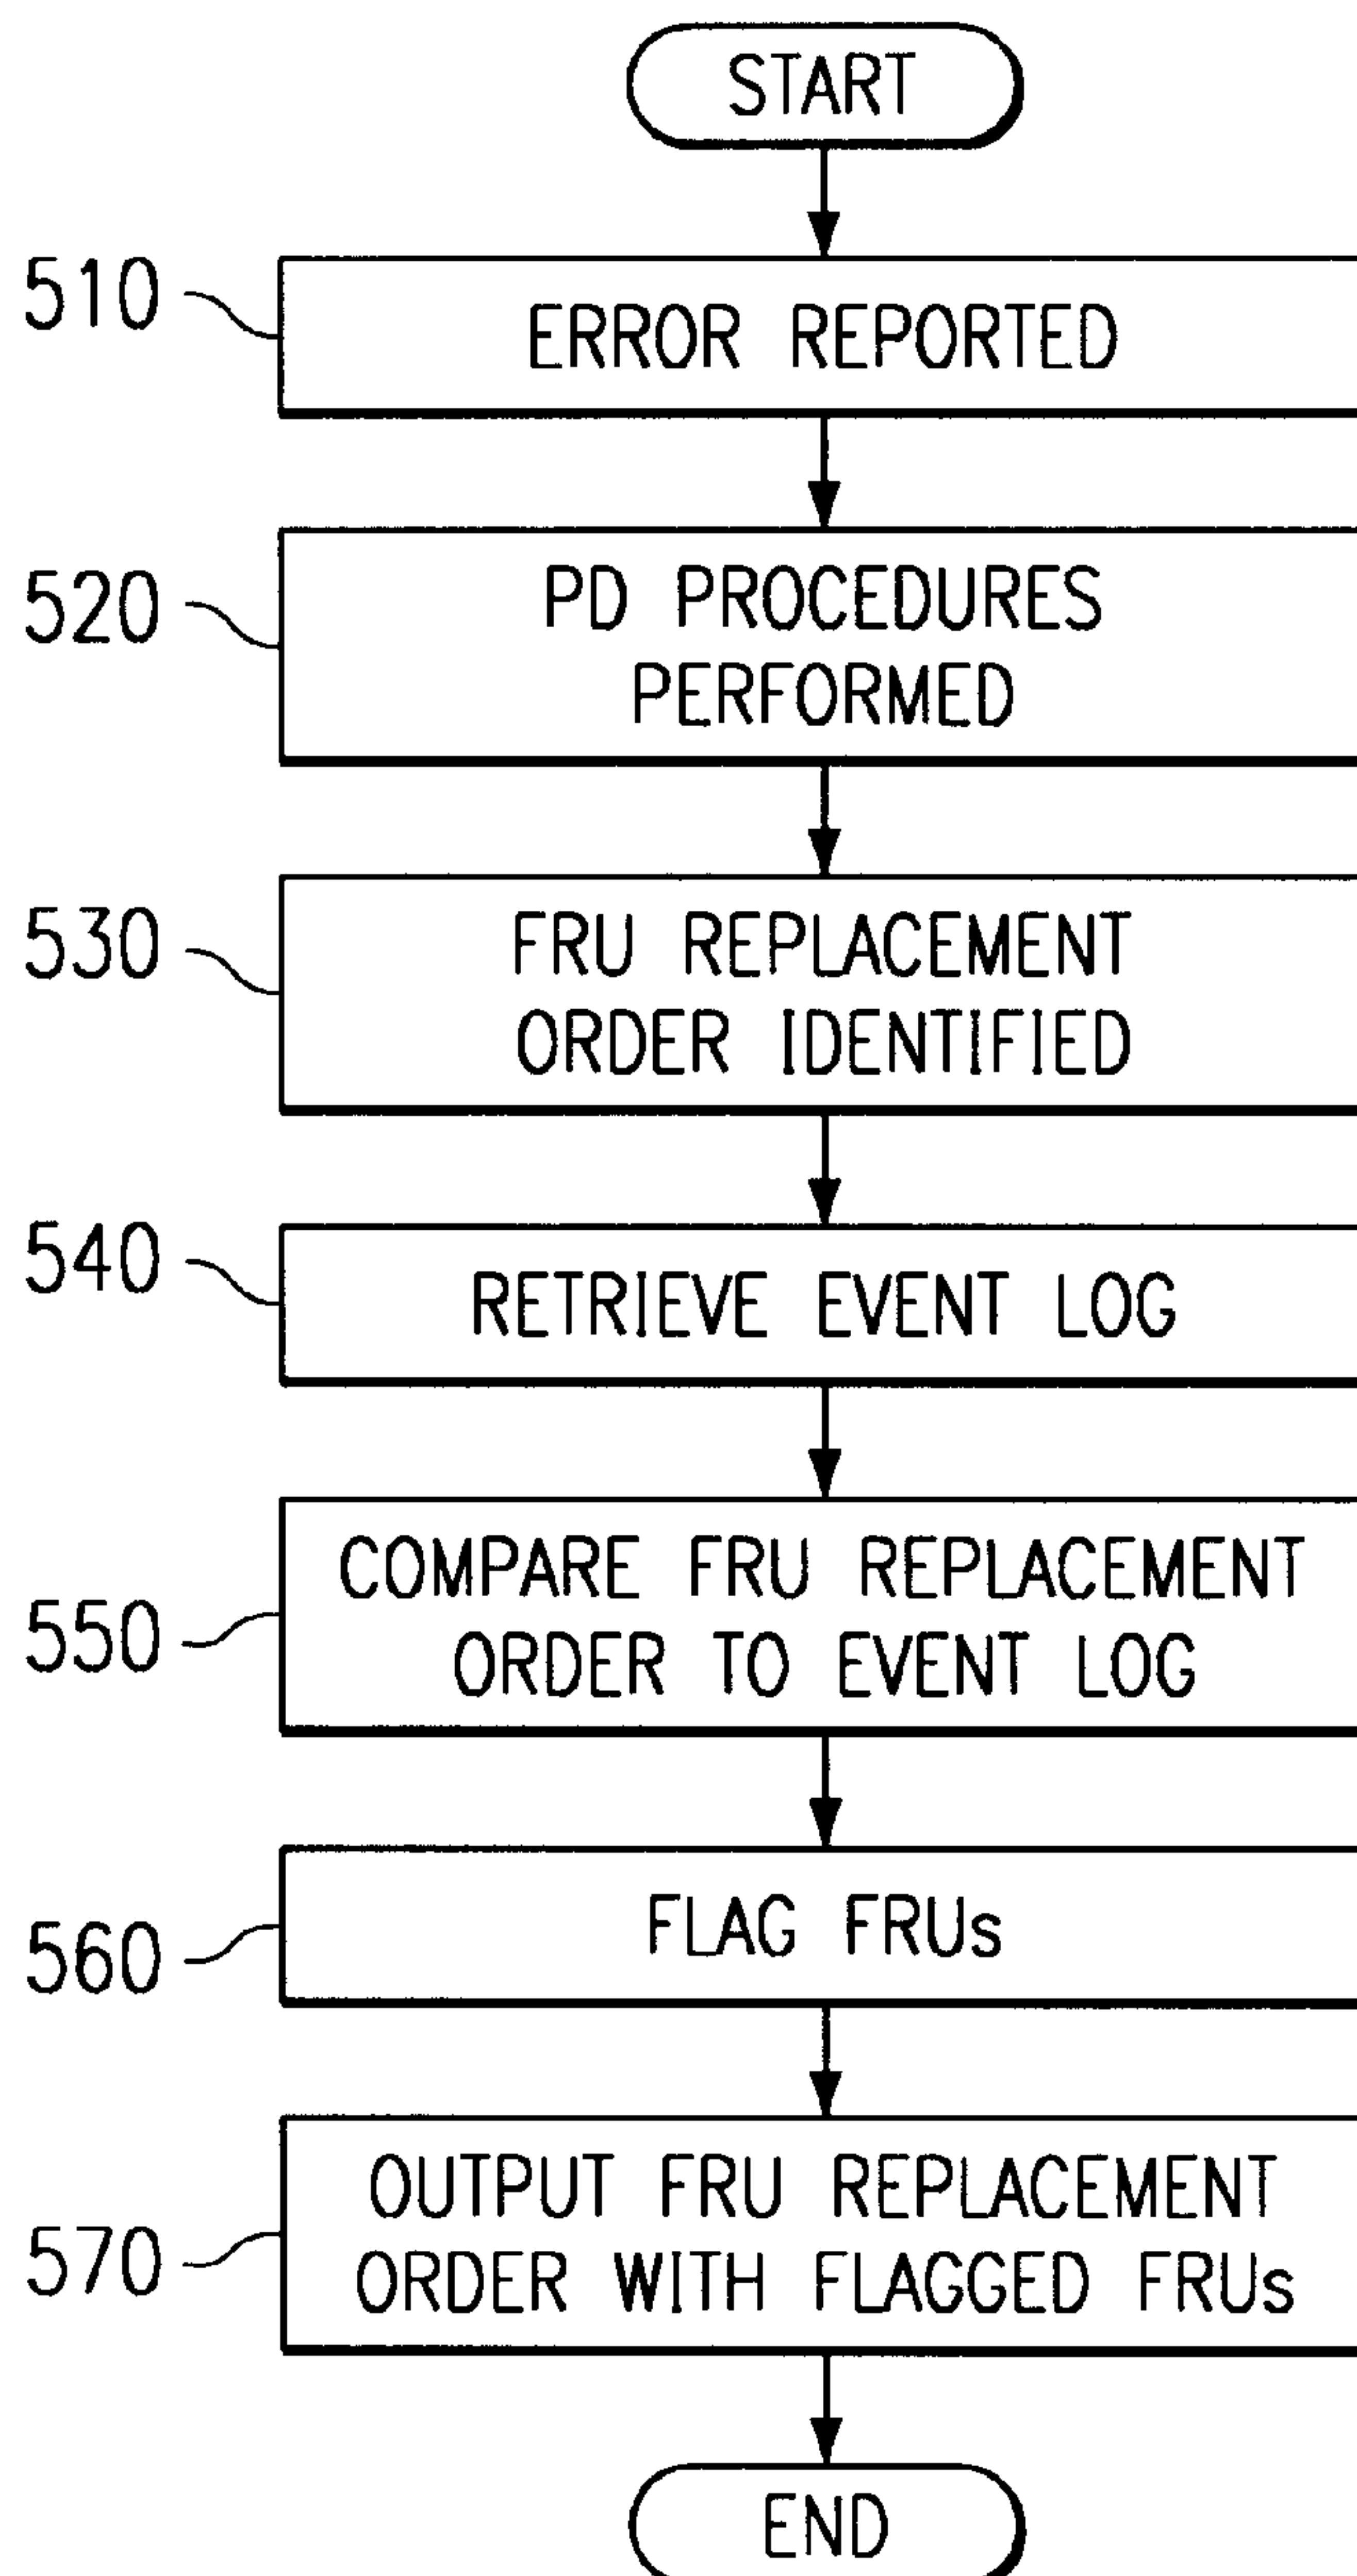 START
510
ERROR REPORTED
520
PD PROCEDURES
PERFORMED
530
FRU REPLACEMENT
ORDER IDENTIFIED
540
RETRIEVE EVENT LOG
550
COMPARE FRU REPLACEMENT
ORDER TO EVENT LOG
560
FLAG FRUs
570
OUTPUT FRU REPLACEMENT
ORDER WITH FLAGGED FRUs
END